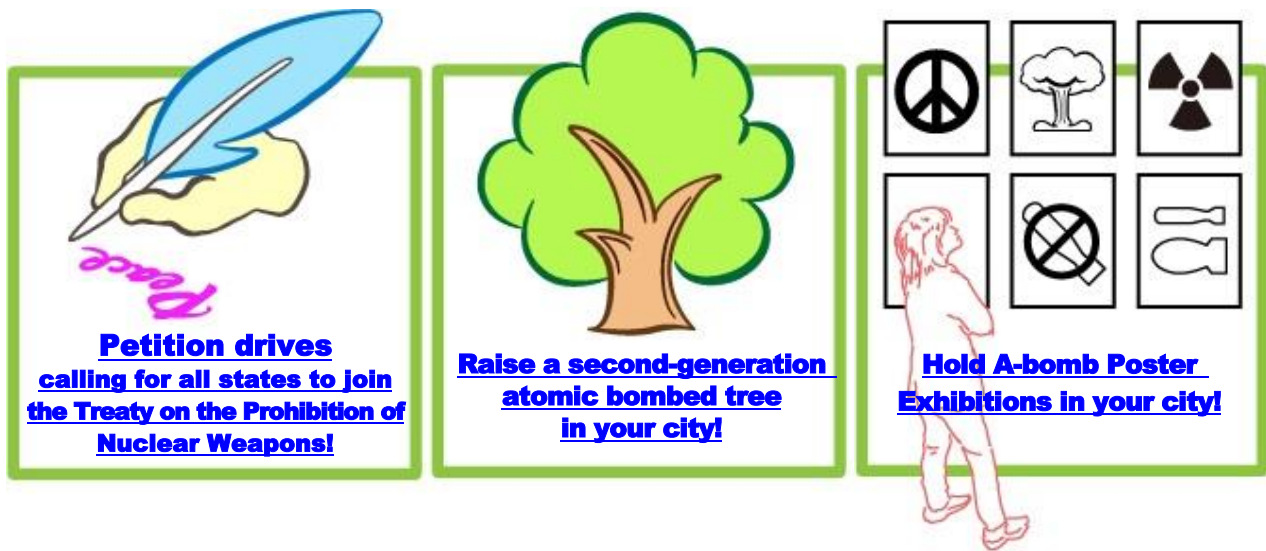 Peace
Petition drives
calling for all states to join
the Treaty on the Prohibition of
Nuclear Weapons!
Raise a second-generation
atomic bombed tree
in your city!
Hold A-bomb Poster
Exhibitions in your city!